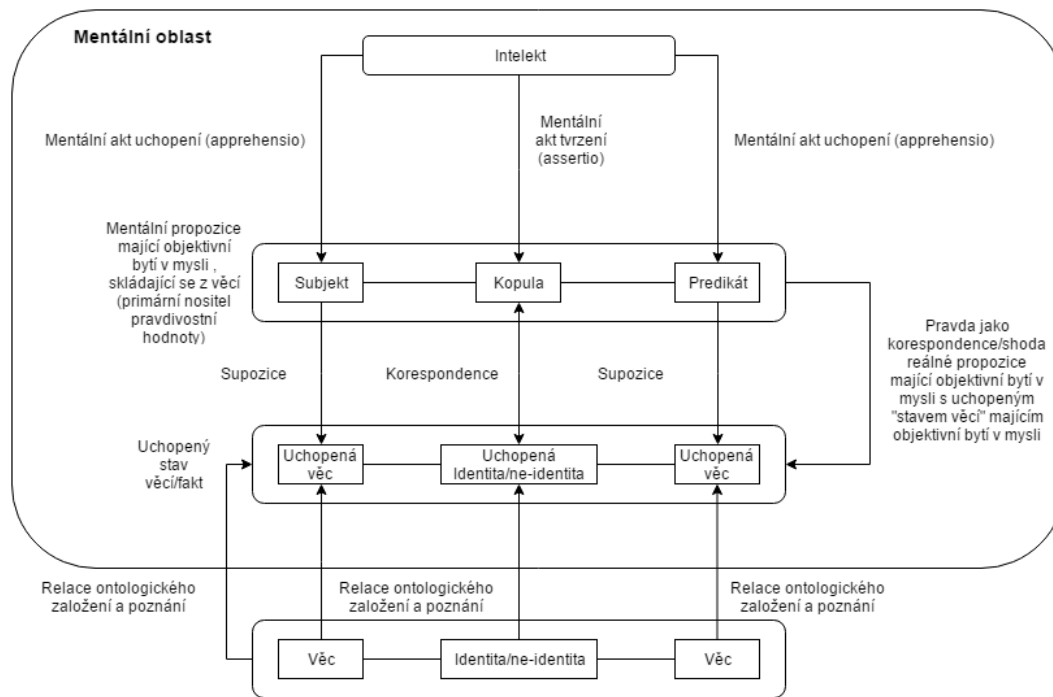 Mentální oblast
Intelekt
Mentální akt uchopení (apprehensio)
Mentální
akt tvrzení
(assertio)
Mentální akt uchopení (apprehensio)
Mentální propozice
mající objektivní
bytí v mysli ,
skládající se z věcí
(primární nositel
pravdivostní
hodnoty)
Subjekt
Kopula
Predikát
Supozice
Korespondence
Supozice
Pravda jako
korespondence/shoda
reálné propozice
mající objektivní bytí v
mysli s uchopeným
"stavem věcí" majícím
objektivní bytí v mysli
Uchopený
stav
věcí/fakt
Uchopená
věc
Uchopená
Identita/ne-identita
Uchopená
věc
Relace ontologického
založení a poznání
Relace ontologického
založení a poznání
Relace ontologického
založení a poznání
Věc
Identita/ne-identita
Věc